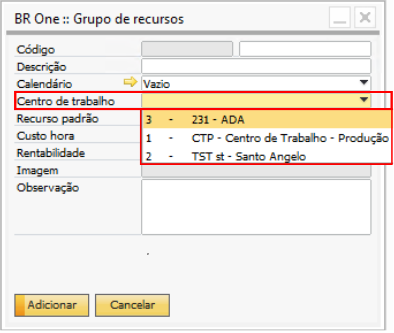 BR One :: Grupo de recursos
Código
Descrição
Calendário Vazio
Centro de trabalho
Recurso padrão 3 - 231 - ADA
Custo hora 1 - CTP - Centro de Trabalho - Produção
Rentabilidade 2 - TST st - Santo Angelo
Imagem
Observação
Adicionar Cancelar